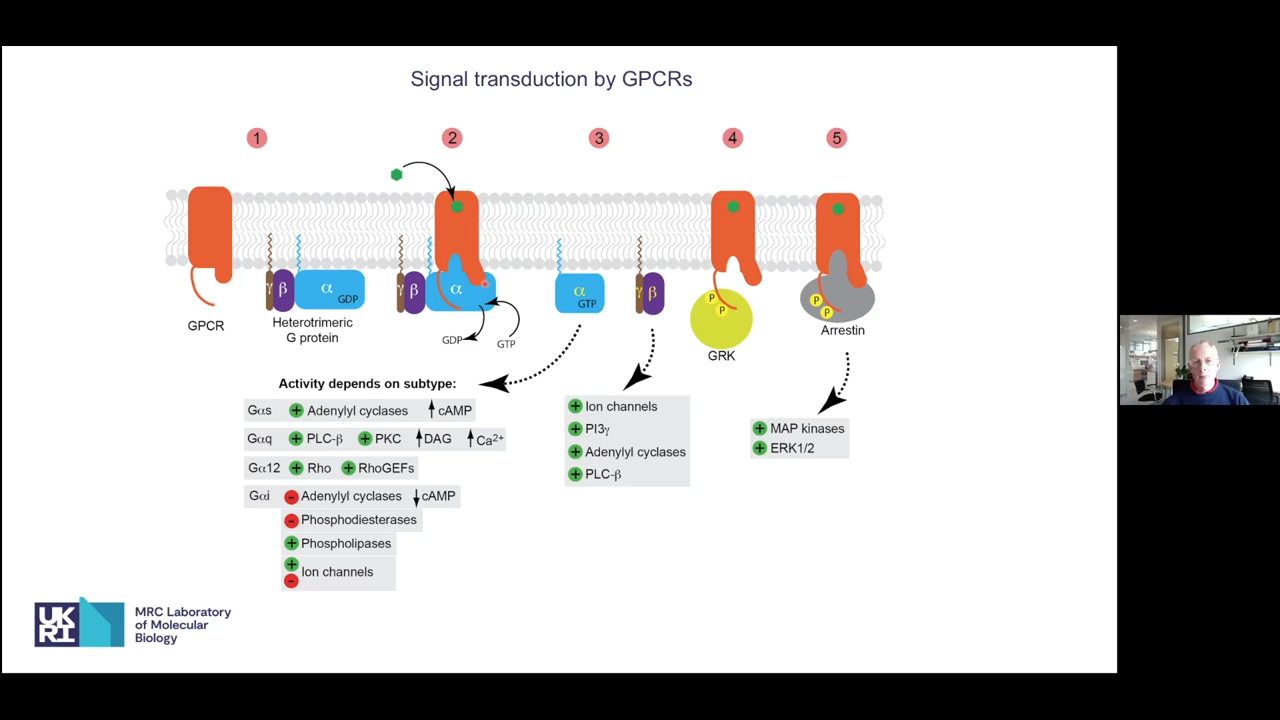 Signal transduction by GPCRs
1
2
3
4
5
GPCR
γ
β
α
GDP
Heterotrimeric
G protein
γ
β
α
GDP
GTP
α
GTP
γ
β
P
P
GRK
P
P
Arrestin
Activity depends on subtype:
Gαs + Adenylyl cyclases cAMP
Gαq + PLC-β + PKC DAG Ca2+
Gα12 + Rho + RhoGEFs
Gαi - Adenylyl cyclases cAMP
- Phosphodiesterases
+ Phospholipases
+
- Ion channels
+ Ion channels
+ PI3γ
+ Adenylyl cyclases
+ PLC-β
+ MAP kinases
+ ERK1/2
UK
RI
MRC Laboratory
of Molecular
Biology